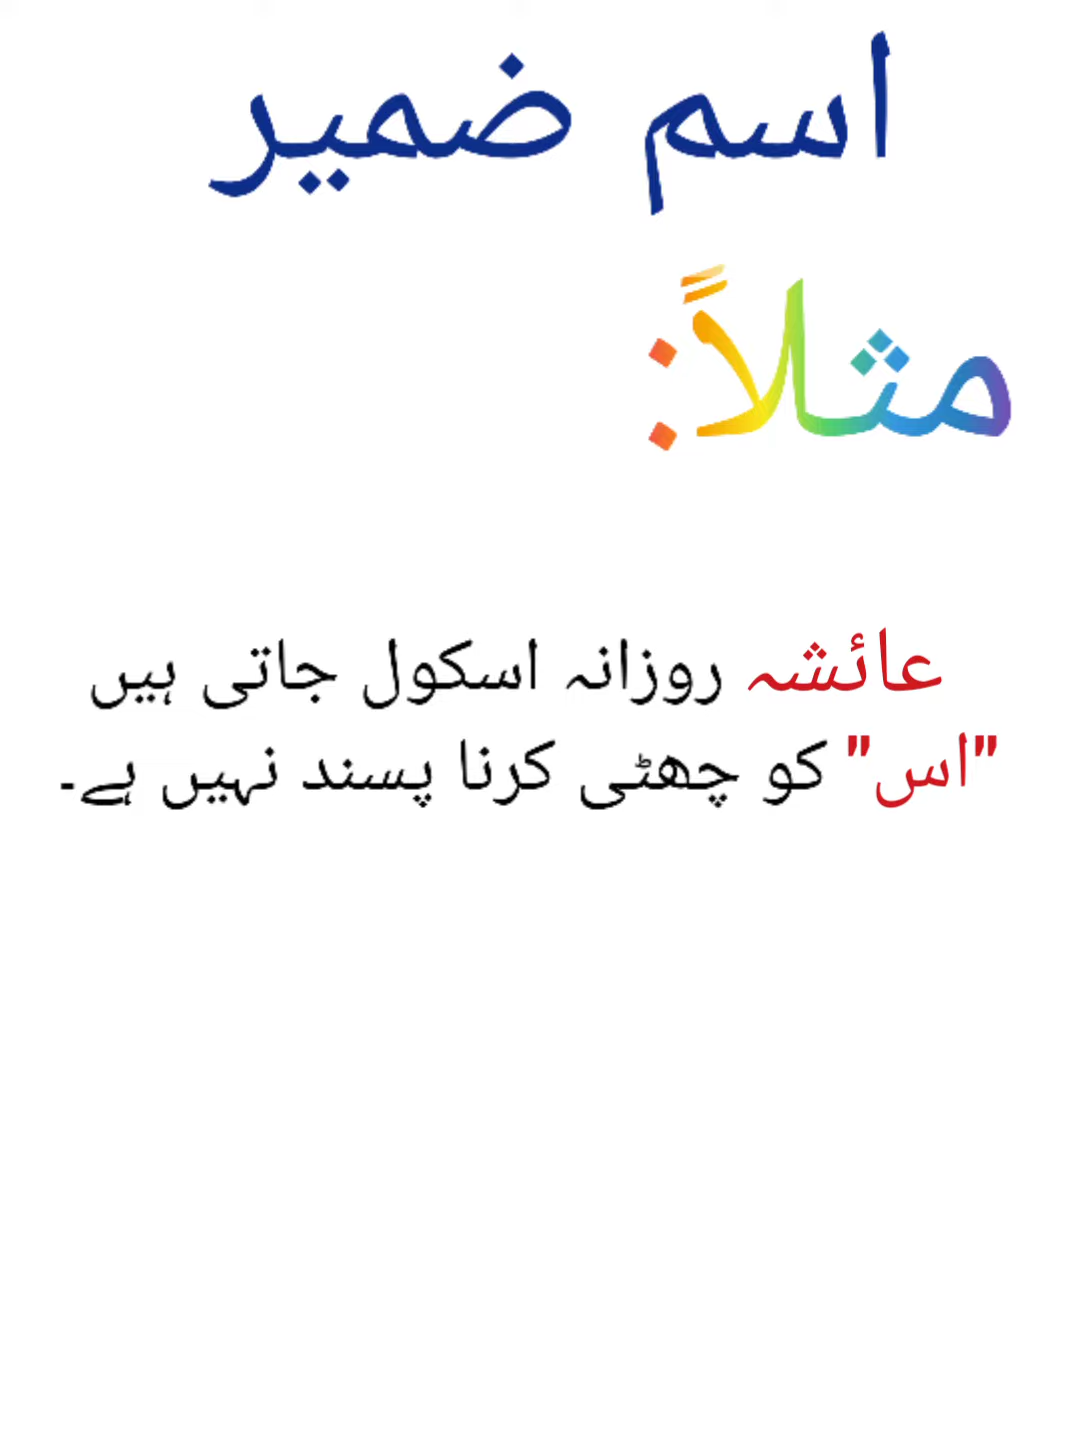 اسم ضمیر
مثلاً:
عائشہ روزانہ اسکول جاتی ہیں
"اس" کو چھٹی کرنا پسند نہیں ہے۔